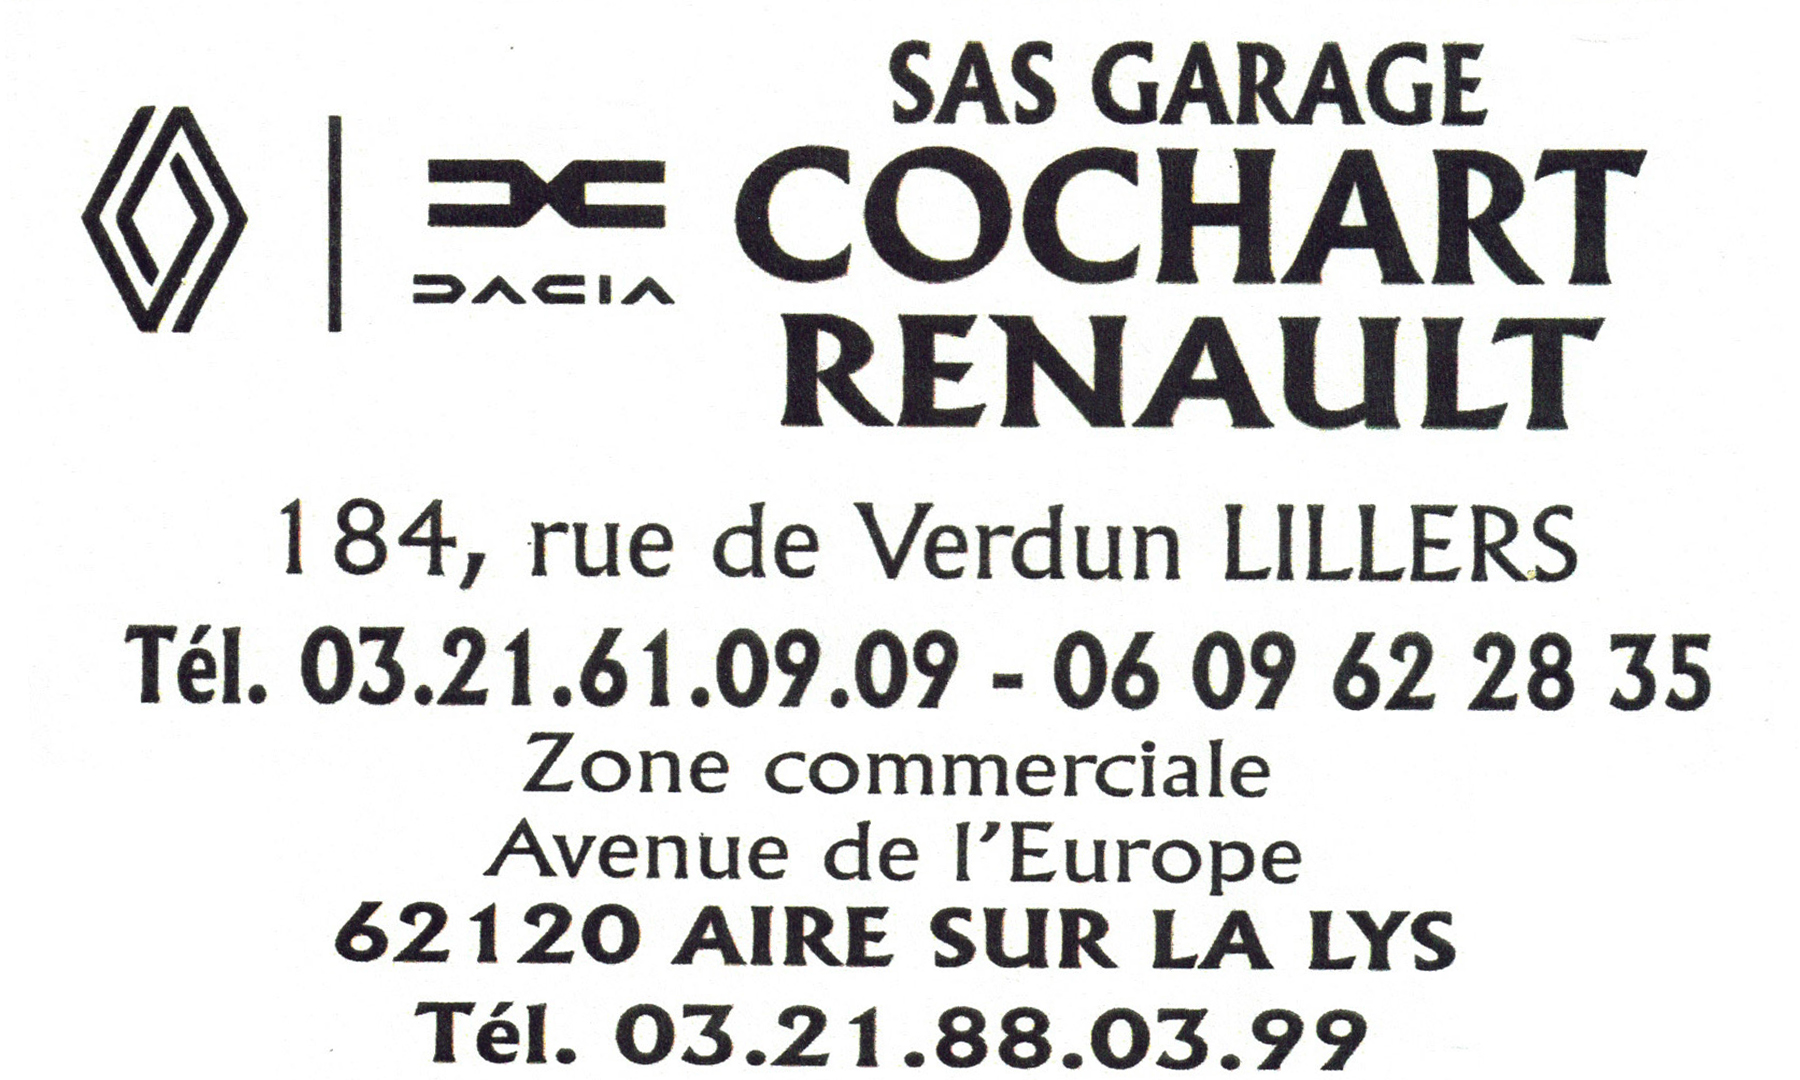 SAS GARAGE
COCHART
RENAULT
DACIA
184, rue de Verdun LILLERS
Tél. 03.21.61.09.09 - 06 09 62 28 35
Zone commerciale
Avenue de l'Europe
62120 AIRE SUR LA LYS
Tél. 03.21.88.03.99